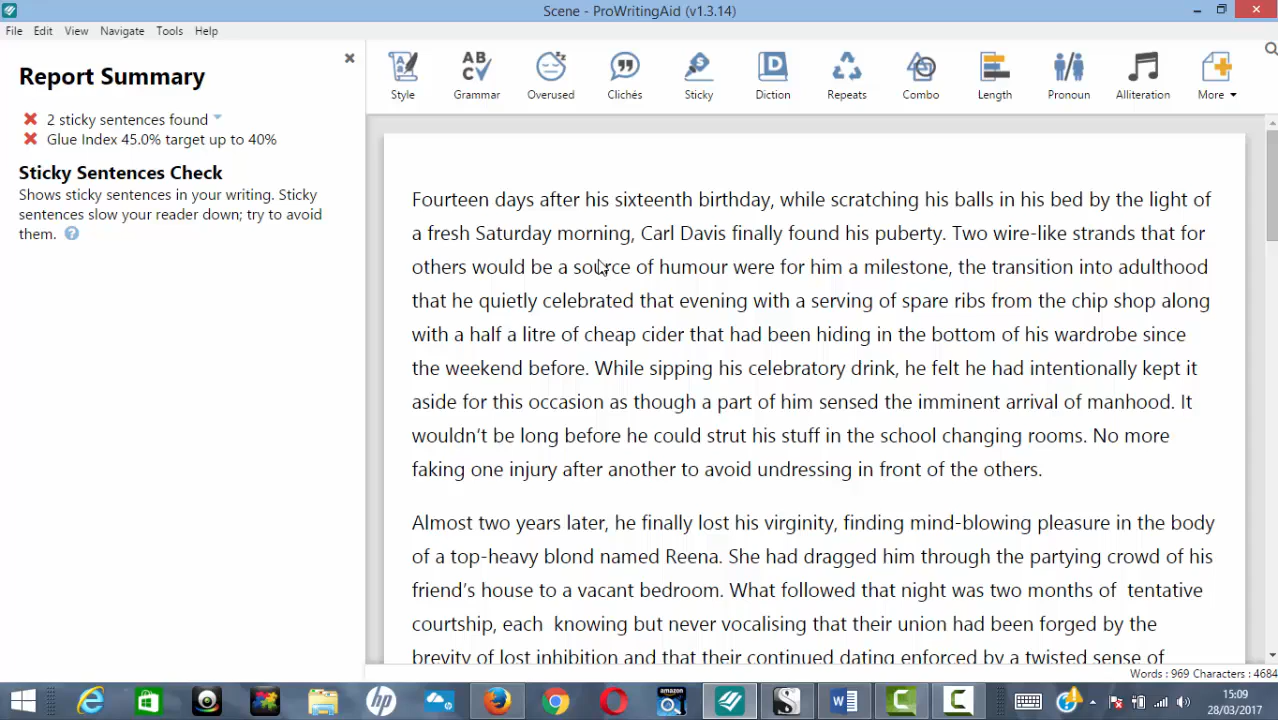 Scene - ProWritingAid (v1.3.14)
File Edit View Navigate Tools Help
Report Summary
2 sticky sentences found
Glue Index 45.0% target up to 40%
Sticky Sentences Check
Shows sticky sentences in your writing. Sticky
sentences slow your reader down; try to avoid
them. ?
Style Grammar Overused Clichés Sticky Diction Repeats Combo Length Pronoun Alliteration More
Fourteen days after his sixteenth birthday, while scratching his balls in his bed by the light of
a fresh Saturday morning, Carl Davis finally found his puberty. Two wire-like strands that for
others would be a source of humour were for him a milestone, the transition into adulthood
that he quietly celebrated that evening with a serving of spare ribs from the chip shop along
with a half a litre of cheap cider that had been hiding in the bottom of his wardrobe since
the weekend before. While sipping his celebratory drink, he felt he had intentionally kept it
aside for this occasion as though a part of him sensed the imminent arrival of manhood. It
wouldn't be long before he could strut his stuff in the school changing rooms. No more
faking one injury after another to avoid undressing in front of the others.
Almost two years later, he finally lost his virginity, finding mind-blowing pleasure in the body
of a top-heavy blond named Reena. She had dragged him through the partying crowd of his
friend's house to a vacant bedroom. What followed that night was two months of  tentative
courtship, each  knowing but never vocalising that their union had been forged by the
brevity of lost inhibition and that their continued dating enforced by a twisted sense of
Words : 969 Characters : 4684
15:09
28/03/2017